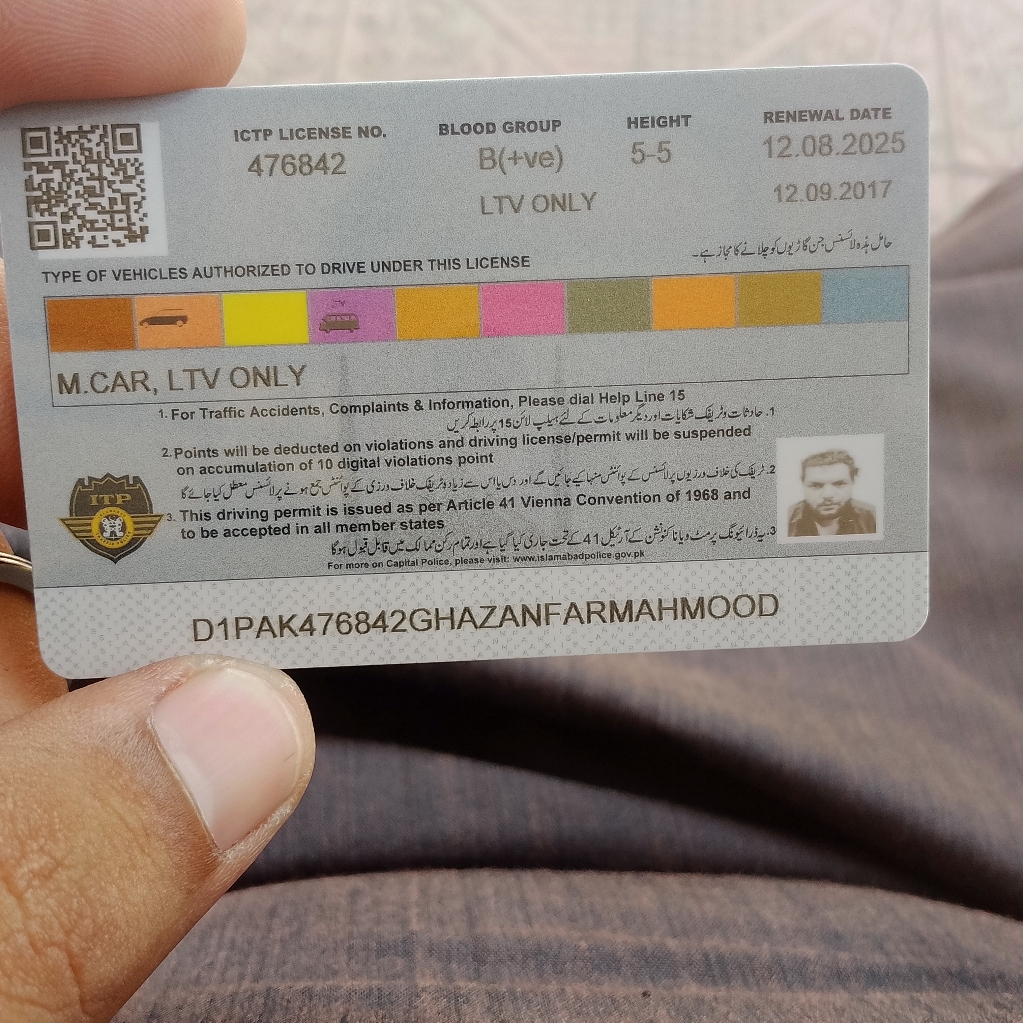 ICTP LICENSE NO. BLOOD GROUP HEIGHT RENEWAL DATE
476842 B(+ve) 5-5 12.08.2025
LTV ONLY 12.09.2017
حامل ہذہ لائسنس جن گاڑیوں کو چلانے کا مجاز ہے۔
TYPE OF VEHICLES AUTHORIZED TO DRIVE UNDER THIS LICENSE
M.CAR, LTV ONLY
1. For Traffic Accidents, Complaints & Information, Please dial Help Line 15
1. حادثات و ٹریفک شکایات اور دیگر معلومات کے لئے ہیلپ لائن 15 پر رابطہ کریں
2. Points will be deducted on violations and driving license/permit will be suspended
on accumulation of 10 digital violations point
2. ٹریفک کی خلاف ورزیوں پر لائسنس کے پوائنٹس منہا کیے جائیں گے اور دس یا اس سے زیادہ ٹریفک خلاف ورزی کے پوائنٹس جمع ہونے پر لائسنس معطل کیا جائے گا
ITP
3. This driving permit is issued as per Article 41 Vienna Convention of 1968 and
to be accepted in all member states
3. یہ ڈرائیونگ پرمٹ ویانا کنونشن کے آرٹیکل 41 کے تحت جاری کیا گیا ہے اور تمام رکن ممالک میں قابل قبول ہوگا
For more on Capital Police, please visit: www.islamabadpolice.gov.pk
D1PAK476842GHAZANFARMAHMOOD